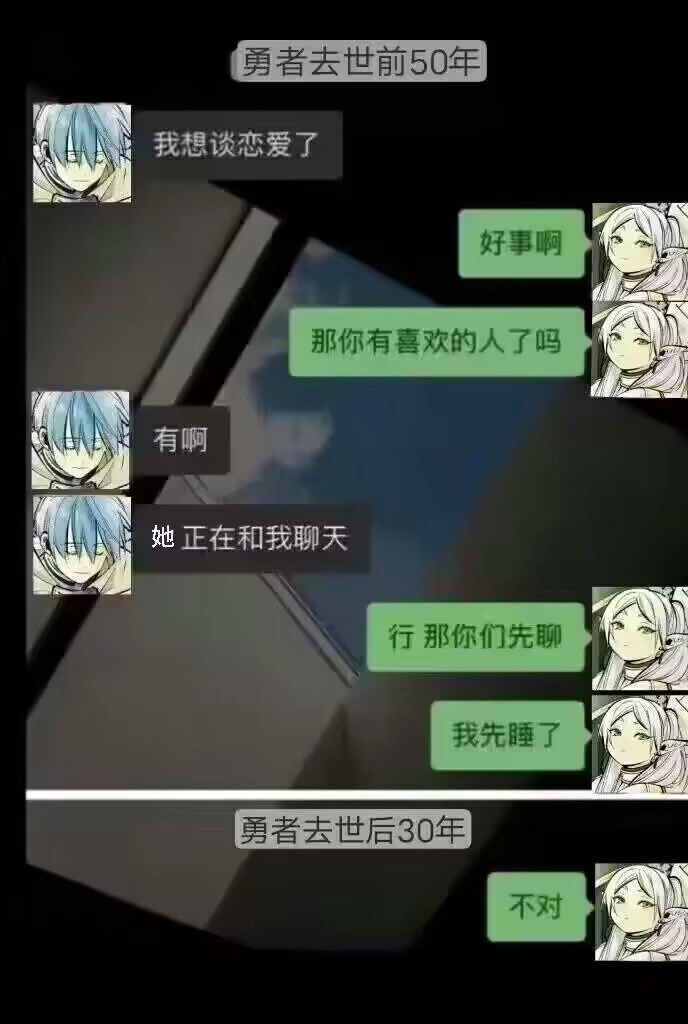 勇者去世前50年
我想谈恋爱了
好事啊
那你有喜欢的人了吗
有啊
她 正在和我聊天
行 那你们先聊
我先睡了
勇者去世后30年
不对